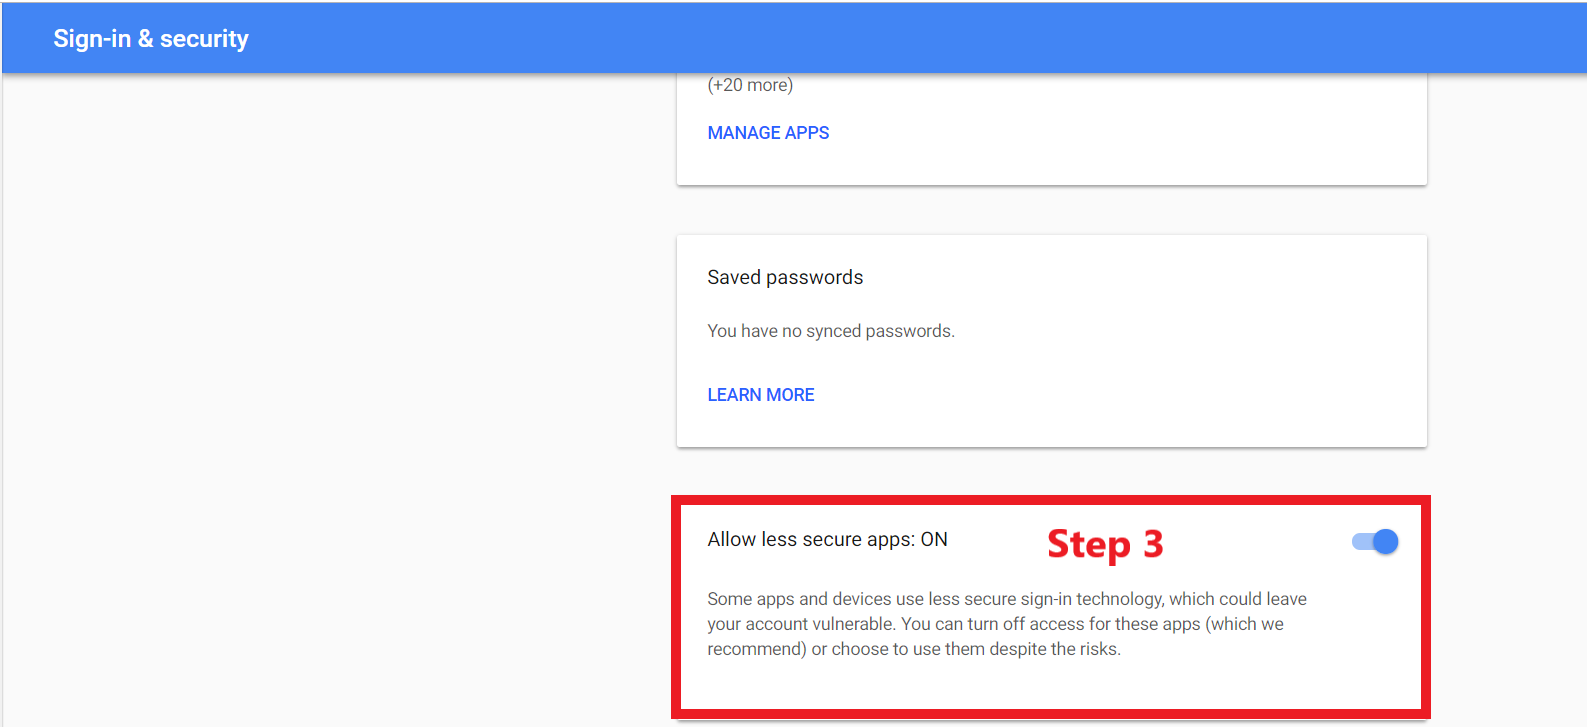 Sign-in & security
(+20 more)
MANAGE APPS
Saved passwords
You have no synced passwords.
LEARN MORE
Allow less secure apps: ON
Step 3
Some apps and devices use less secure sign-in technology, which could leave
your account vulnerable. You can turn off access for these apps (which we
recommend) or choose to use them despite the risks.